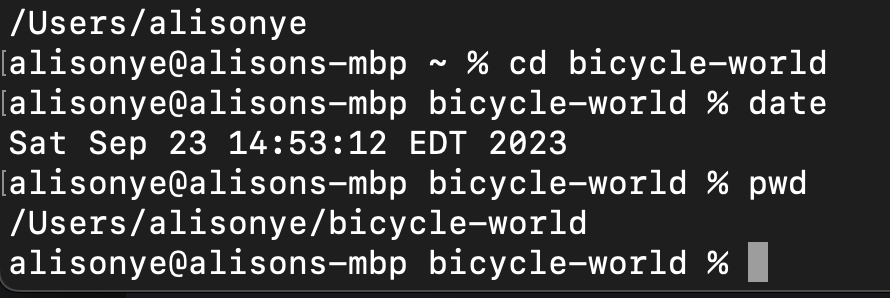 /Users/alisonye
[alisonye@alisons-mbp ~ % cd bicycle-world
[alisonye@alisons-mbp bicycle-world % date
Sat Sep 23 14:53:12 EDT 2023
[alisonye@alisons-mbp bicycle-world % pwd
/Users/alisonye/bicycle-world
alisonye@alisons-mbp bicycle-world %